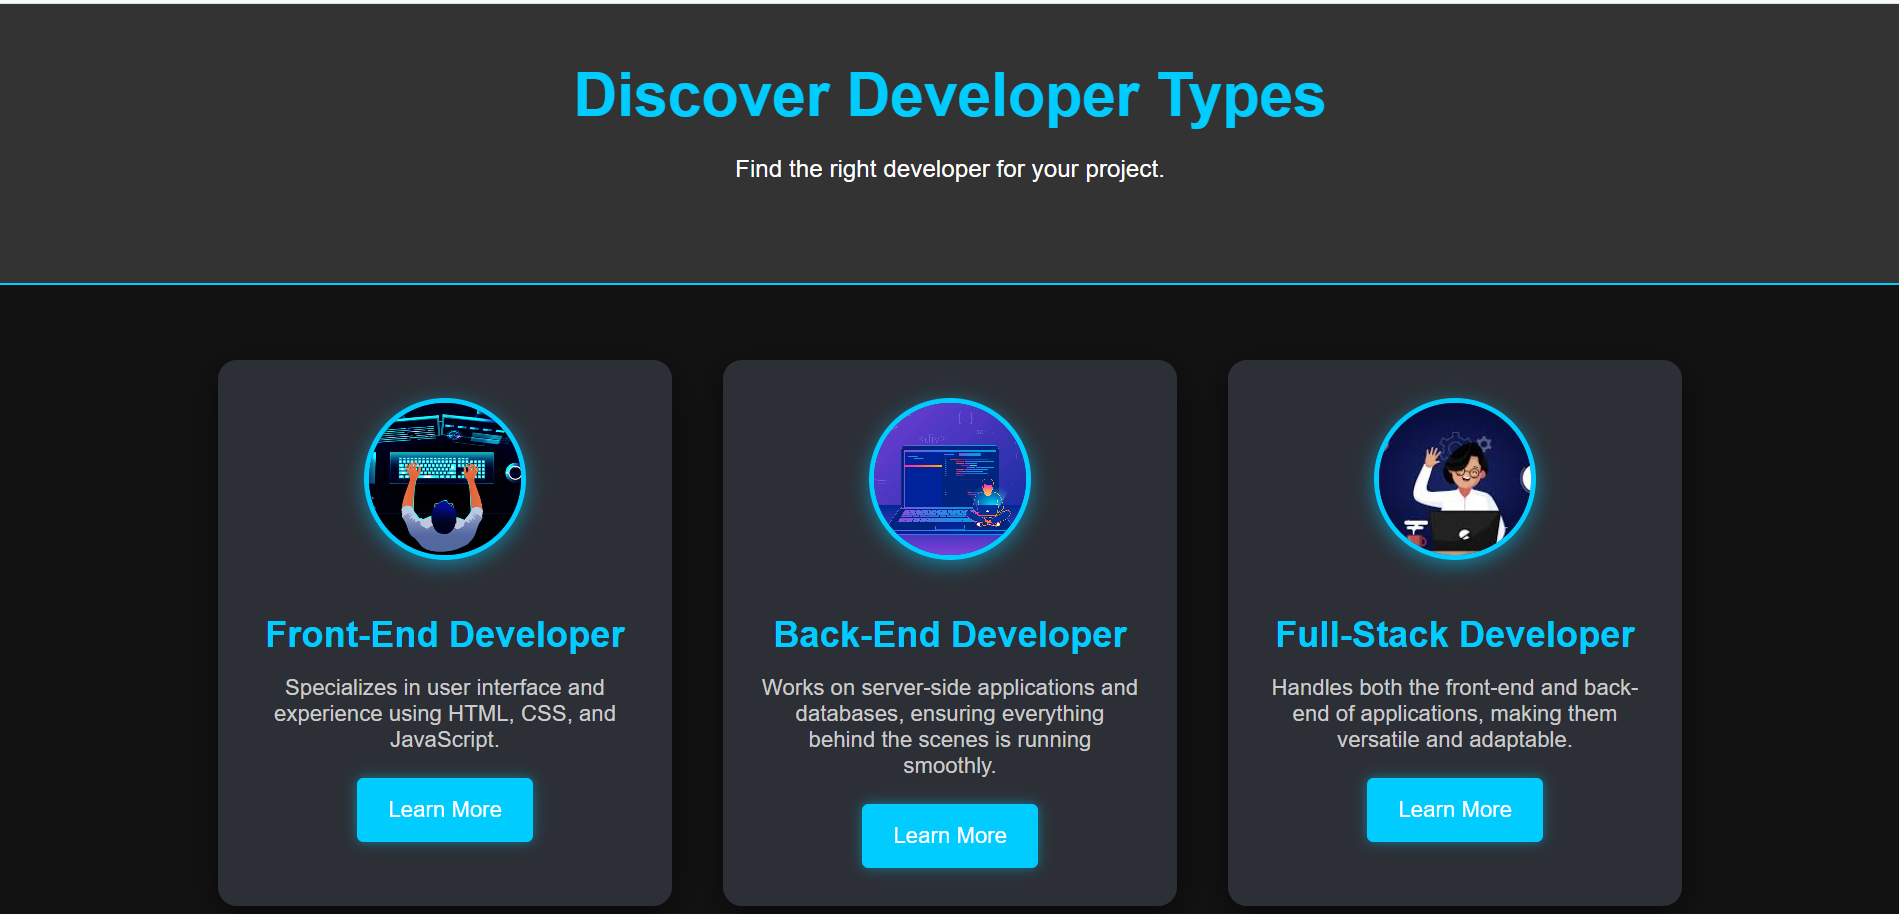 Discover Developer Types
Find the right developer for your project.
<div>
{ }
Front-End Developer
Specializes in user interface and
experience using HTML, CSS, and
JavaScript.
Learn More
Back-End Developer
Works on server-side applications and
databases, ensuring everything
behind the scenes is running
smoothly.
Learn More
Full-Stack Developer
Handles both the front-end and back-
end of applications, making them
versatile and adaptable.
Learn More